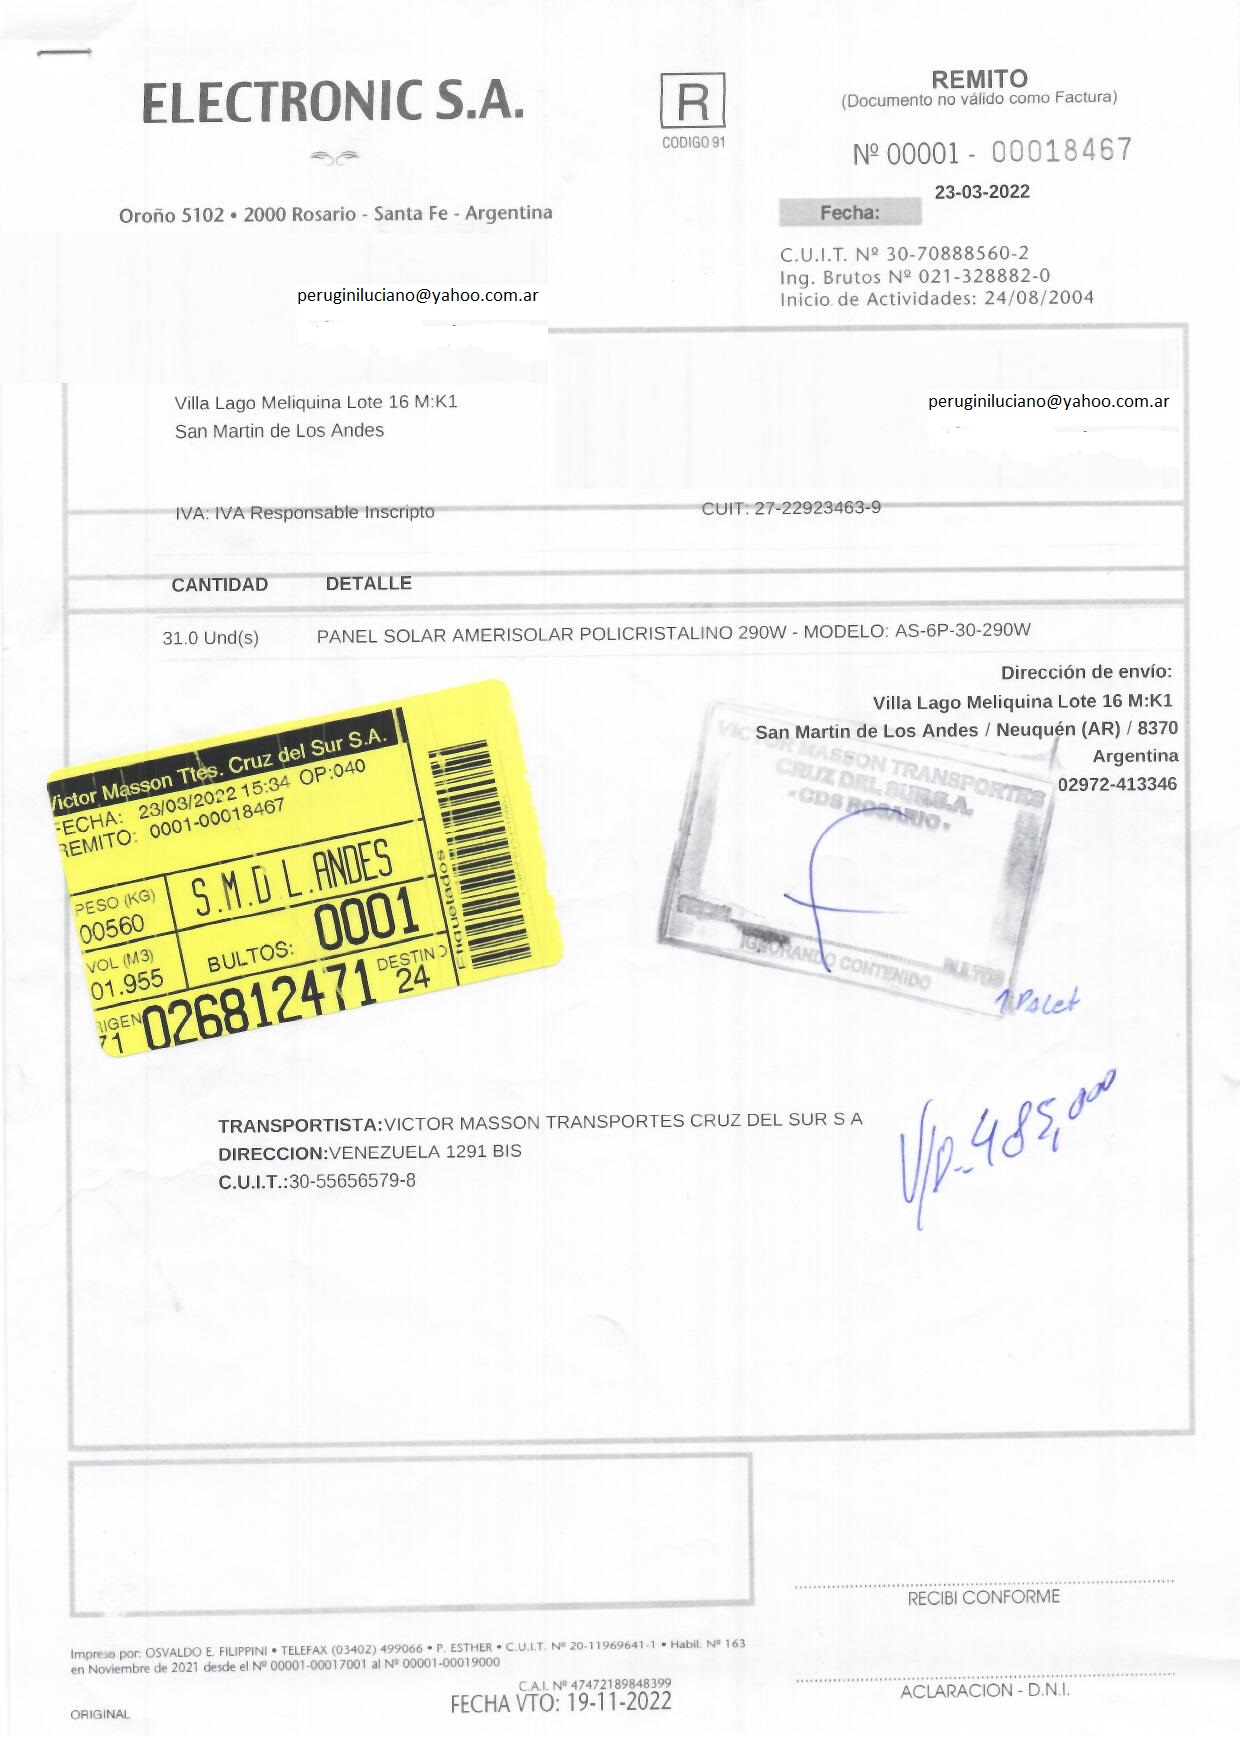 ELECTRONIC S.A.
R
CODIGO 91
REMITO
(Documento no válido como Factura)
Nº 00001 - 00018467
23-03-2022
Fecha:
Oroño 5102 • 2000 Rosario - Santa Fe - Argentina
C.U.I.T. Nº 30-70888560-2
Ing. Brutos Nº 021-328882-0
Inicio de Actividades: 24/08/2004
peruginiluciano@yahoo.com.ar
Villa Lago Meliquina Lote 16 M:K1
San Martin de Los Andes
peruginiluciano@yahoo.com.ar
IVA: IVA Responsable Inscripto
CUIT: 27-22923463-9
CANTIDAD DETALLE
31.0 Und(s) PANEL SOLAR AMERISOLAR POLICRISTALINO 290W - MODELO: AS-6P-30-290W
Dirección de envío:
Villa Lago Meliquina Lote 16 M:K1
San Martin de Los Andes / Neuquén (AR) / 8370
Argentina
02972-413346
Victor Masson Ttes. Cruz del Sur S.A.
FECHA: 23/03/2022 15:34 OP:040
REMITO: 0001-00018467
PESO (KG)
00560
S.M.D L.ANDES
VOL (M3)
01.955
BULTOS: 0001
ORIGEN
71
026812471
DESTINO
24
Etiquetados
VICTOR MASSON TRANSPORTES
CRUZ DEL SUR S.A.
- CDS ROSARIO -
IGNORANDO CONTENIDO
BULTOS
1 Palet
V/D 485,000
TRANSPORTISTA:VICTOR MASSON TRANSPORTES CRUZ DEL SUR S A
DIRECCION:VENEZUELA 1291 BIS
C.U.I.T.:30-55656579-8
RECIBI CONFORME
Impreso por: OSVALDO E. FILIPPINI • TELEFAX (03402) 499066 • P. ESTHER • C.U.I.T. Nº 20-11969641-1 • Habil. Nº 163
en Noviembre de 2021 desde el Nº 00001-00017001 al Nº 00001-00019000
C.A.I. Nº 47472189848399
FECHA VTO: 19-11-2022
ACLARACION - D.N.I.
ORIGINAL